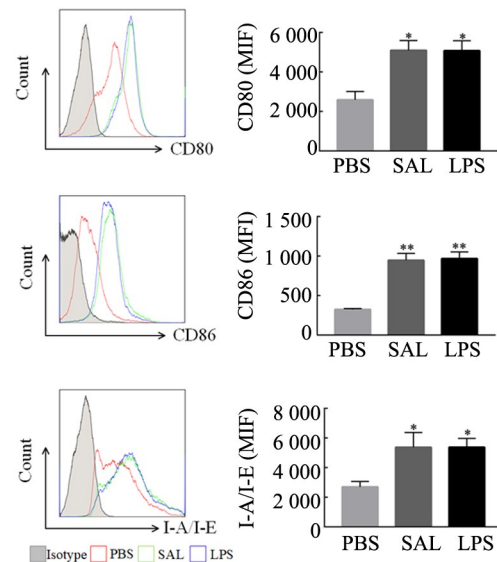 Count
CD80
CD80 (MIF)
6 000
4 000
2 000
0
*
*
PBS SAL LPS
Count
CD86
CD86 (MFI)
1 500
1 000
500
0
**
**
PBS SAL LPS
Count
I-A/I-E
I-A/I-E (MIF)
8 000
6 000
4 000
2 000
0
*
*
PBS SAL LPS
Isotype PBS SAL LPS